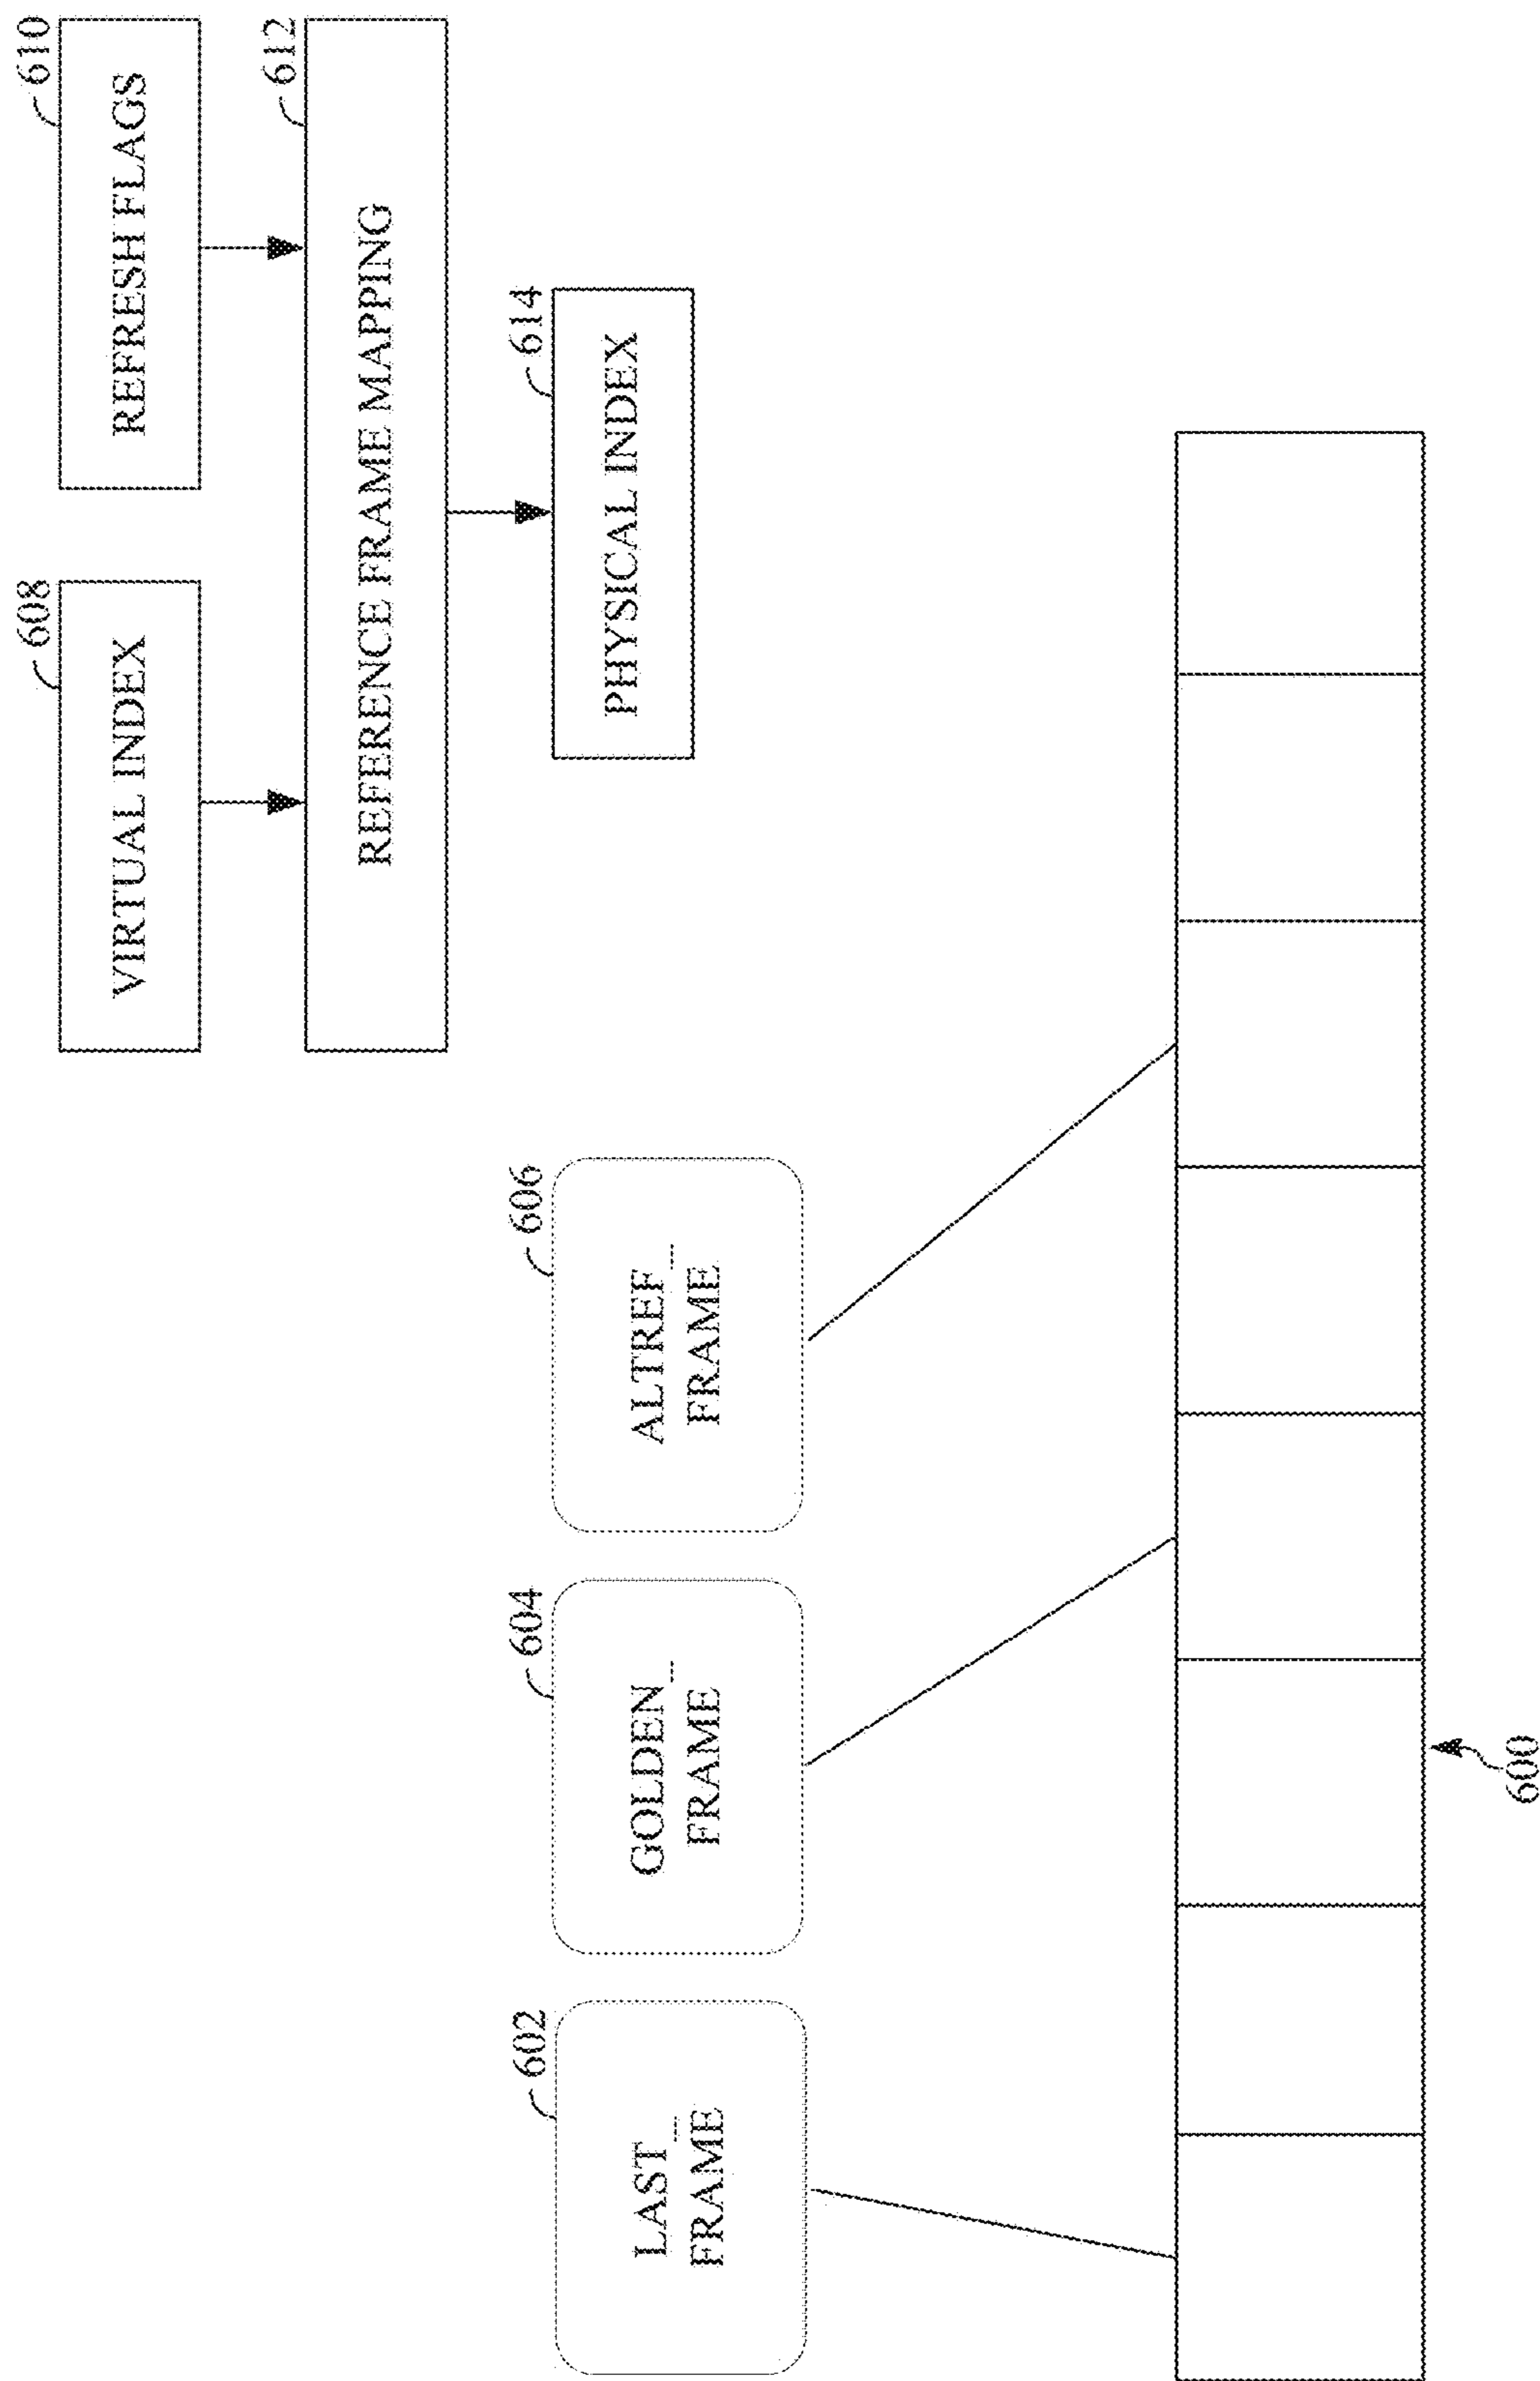 608
VIRTUAL INDEX
610
REFRESH FLAGS
612
REFERENCE FRAME MAPPING
602
LAST_
FRAME
604
GOLDEN_
FRAME
606
ALTREF_
FRAME
614
PHYSICAL INDEX
600